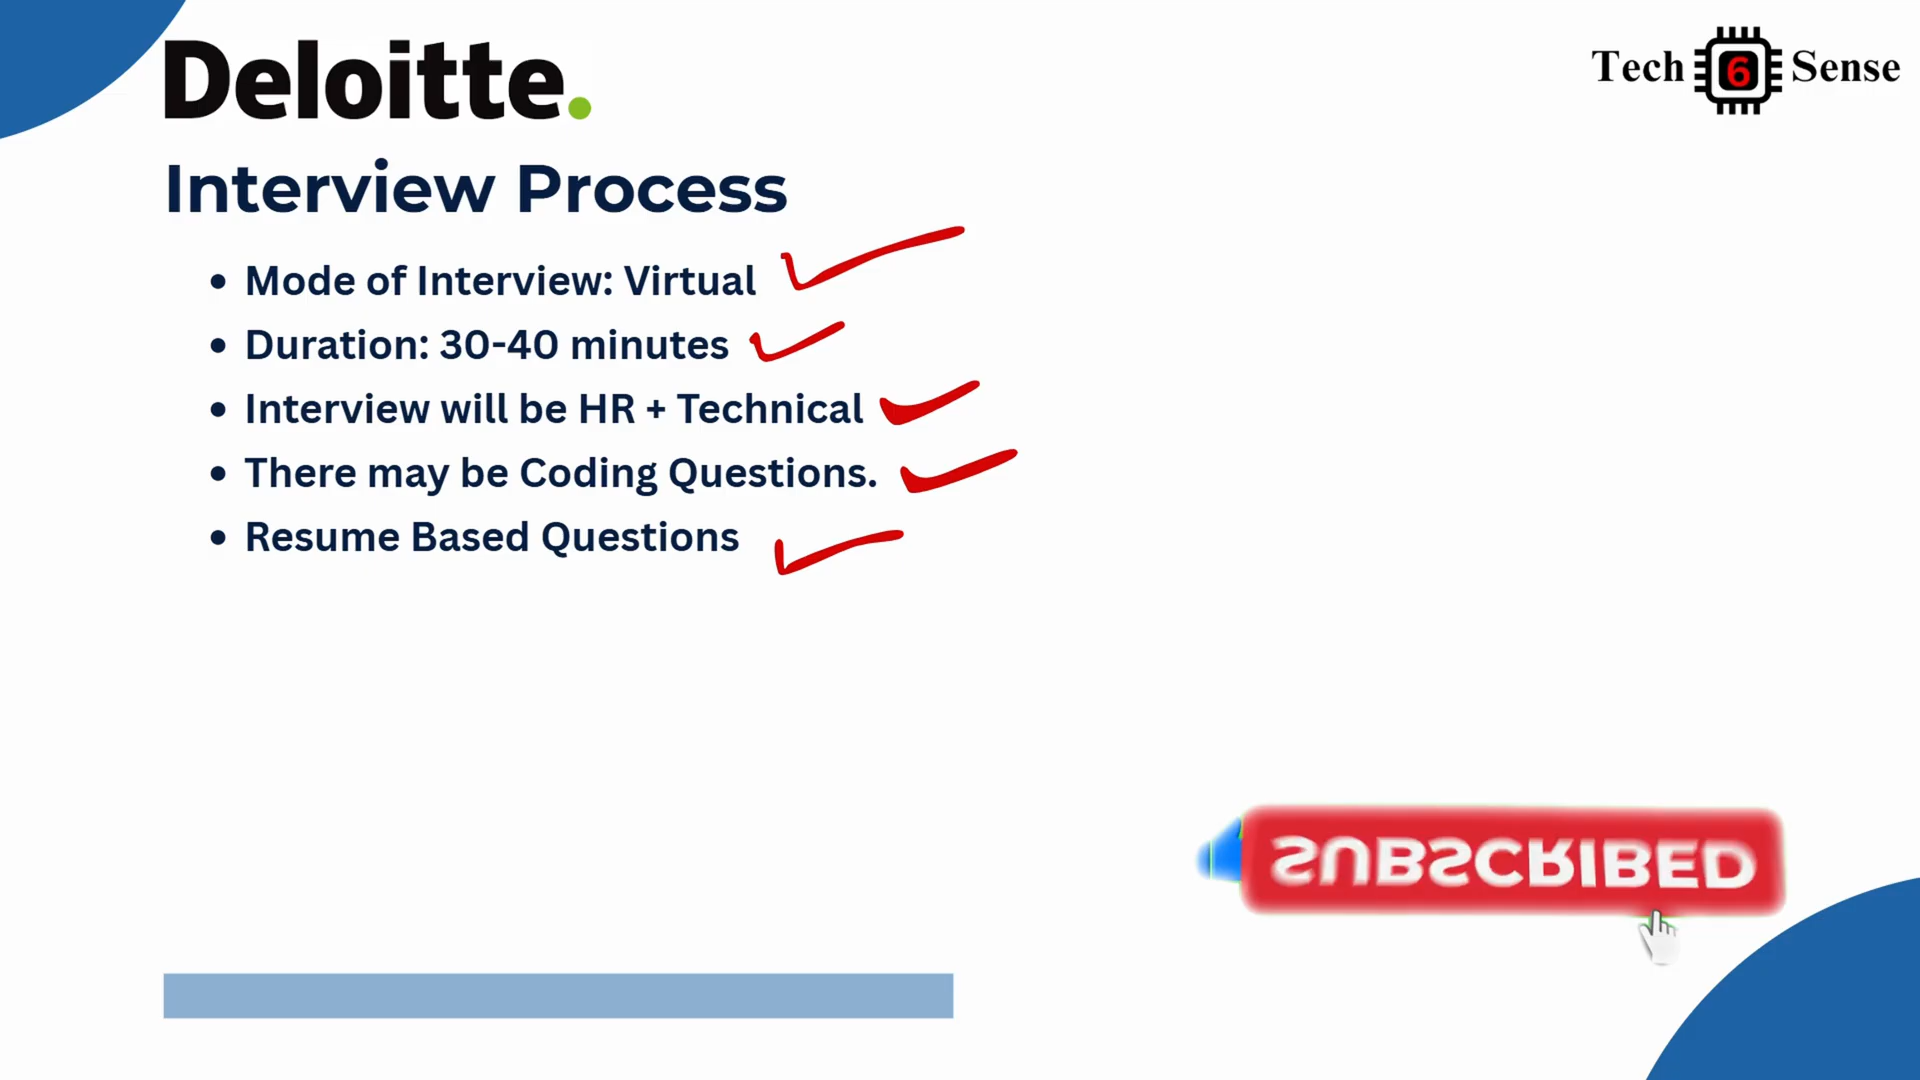 Deloitte.
Tech 6 Sense
Interview Process
• Mode of Interview: Virtual
• Duration: 30-40 minutes
• Interview will be HR + Technical
• There may be Coding Questions.
• Resume Based Questions
SUBSCRIBED